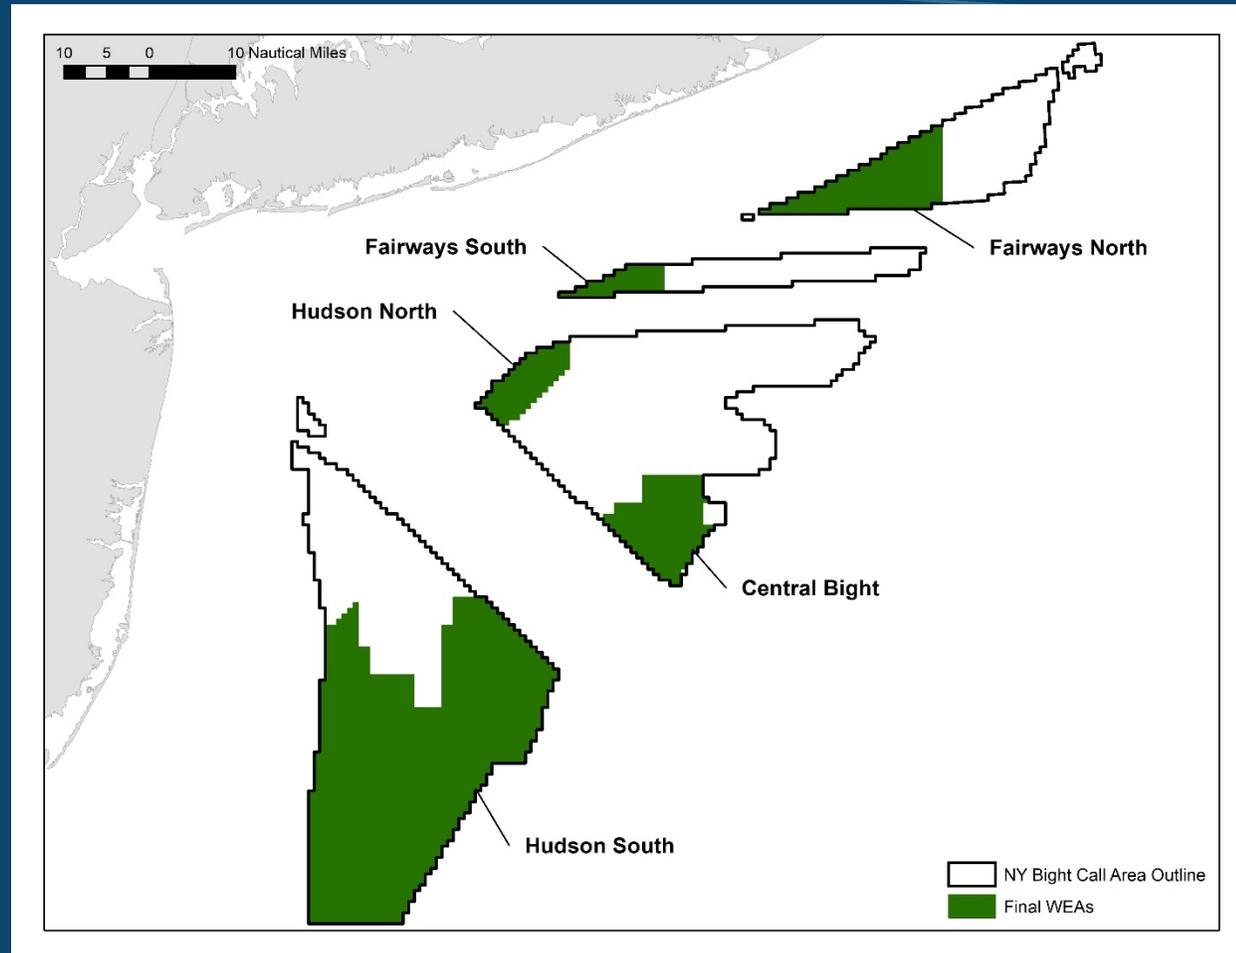 10 5 0 10 Nautical Miles
Fairways South
Fairways North
Hudson North
Central Bight
Hudson South
NY Bight Call Area Outline
Final WEAs